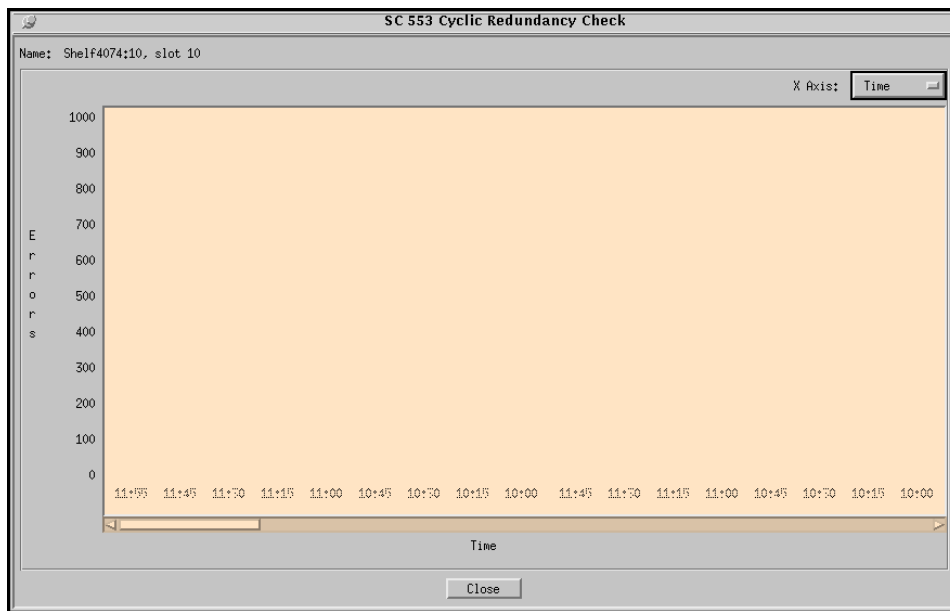 SC 553 Cyclic Redundancy Check
Name: Shelf4074:10, slot 10
X Axis: Time
1000
900
800
700
600
500
400
300
200
100
0
Errors
11:55 11:45 11:30 11:15 11:00 10:45 10:30 10:15 10:00 11:45 11:30 11:15 11:00 10:45 10:30 10:15 10:00
Time
Close